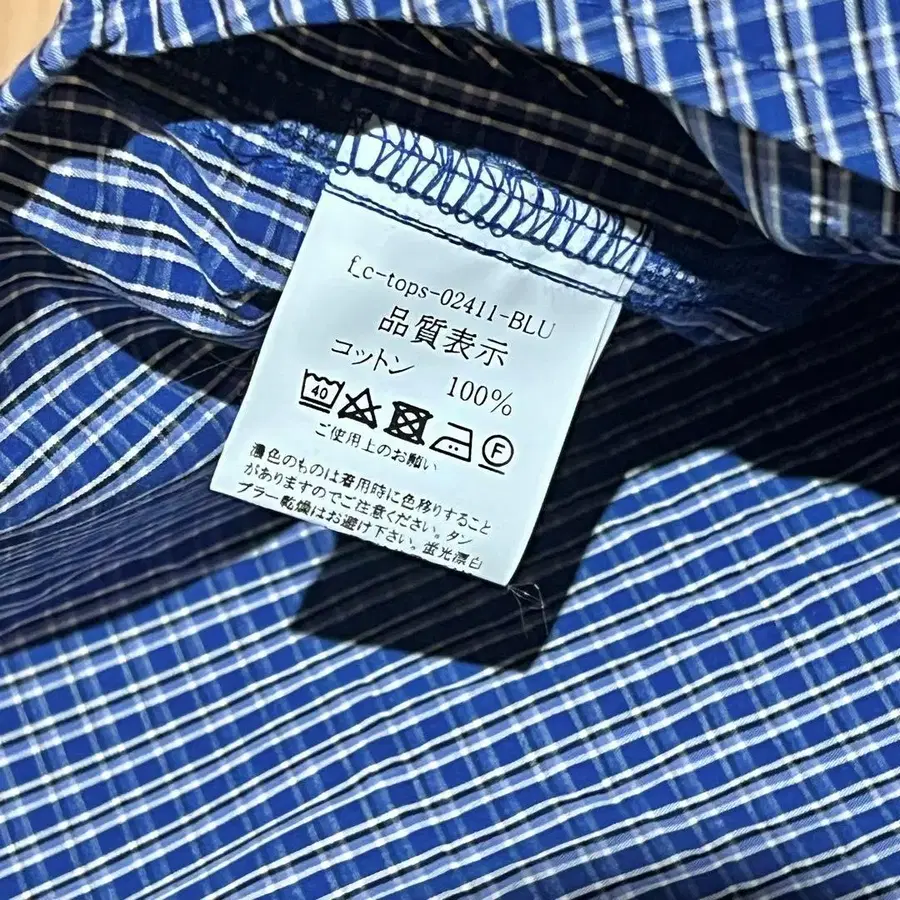 f.c-tops-02411-BLU
品質表示
コットン 100%
40 F
ご使用上のお願い
濃色のものは着用時に色移りすること
がありますのでご注意ください。タン
ブラー乾燥はお避け下さい。蛍光漂白